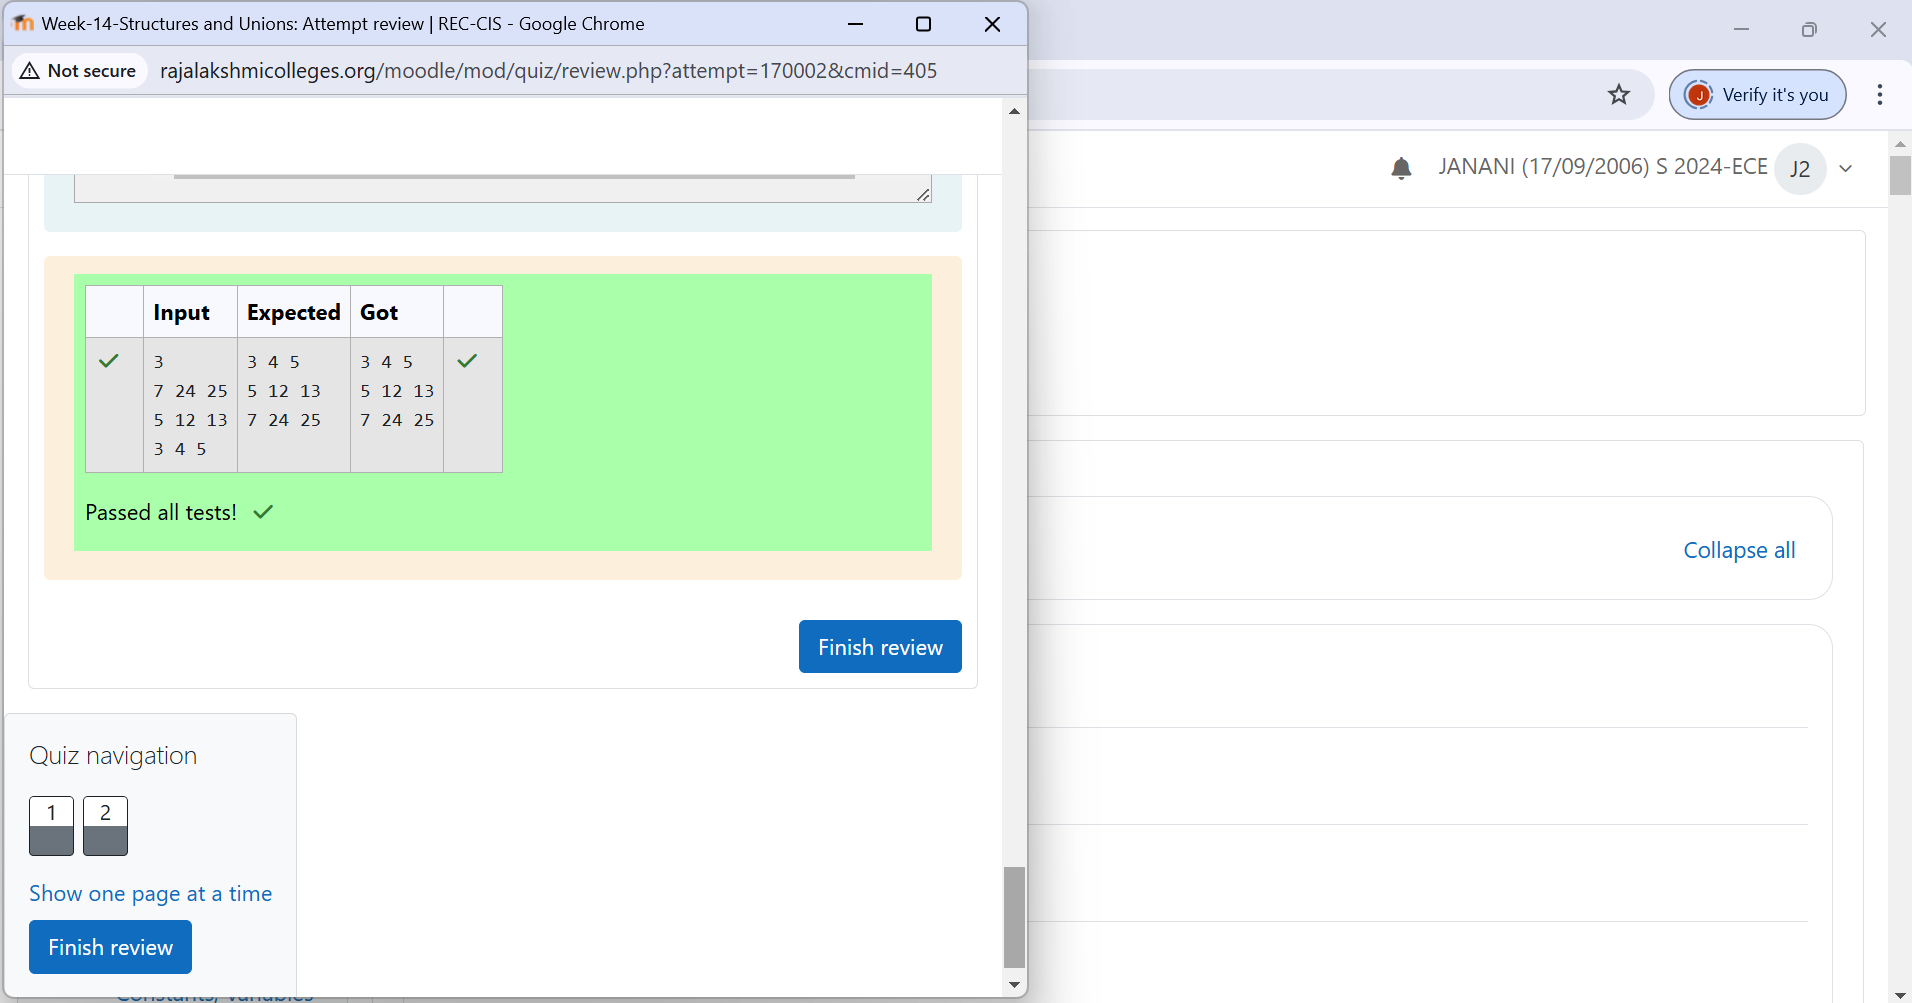 Week-14-Structures and Unions: Attempt review | REC-CIS - Google Chrome
Not secure
rajalakshmicolleges.org/moodle/mod/quiz/review.php?attempt=170002&cmid=405
J Verify it's you
JANANI (17/09/2006) S 2024-ECE J2
Input Expected Got
3 3 4 5 3 4 5
7 24 25 5 12 13 5 12 13
5 12 13 7 24 25 7 24 25
3 4 5
Passed all tests!
Finish review
Collapse all
Quiz navigation
1 2
Show one page at a time
Finish review